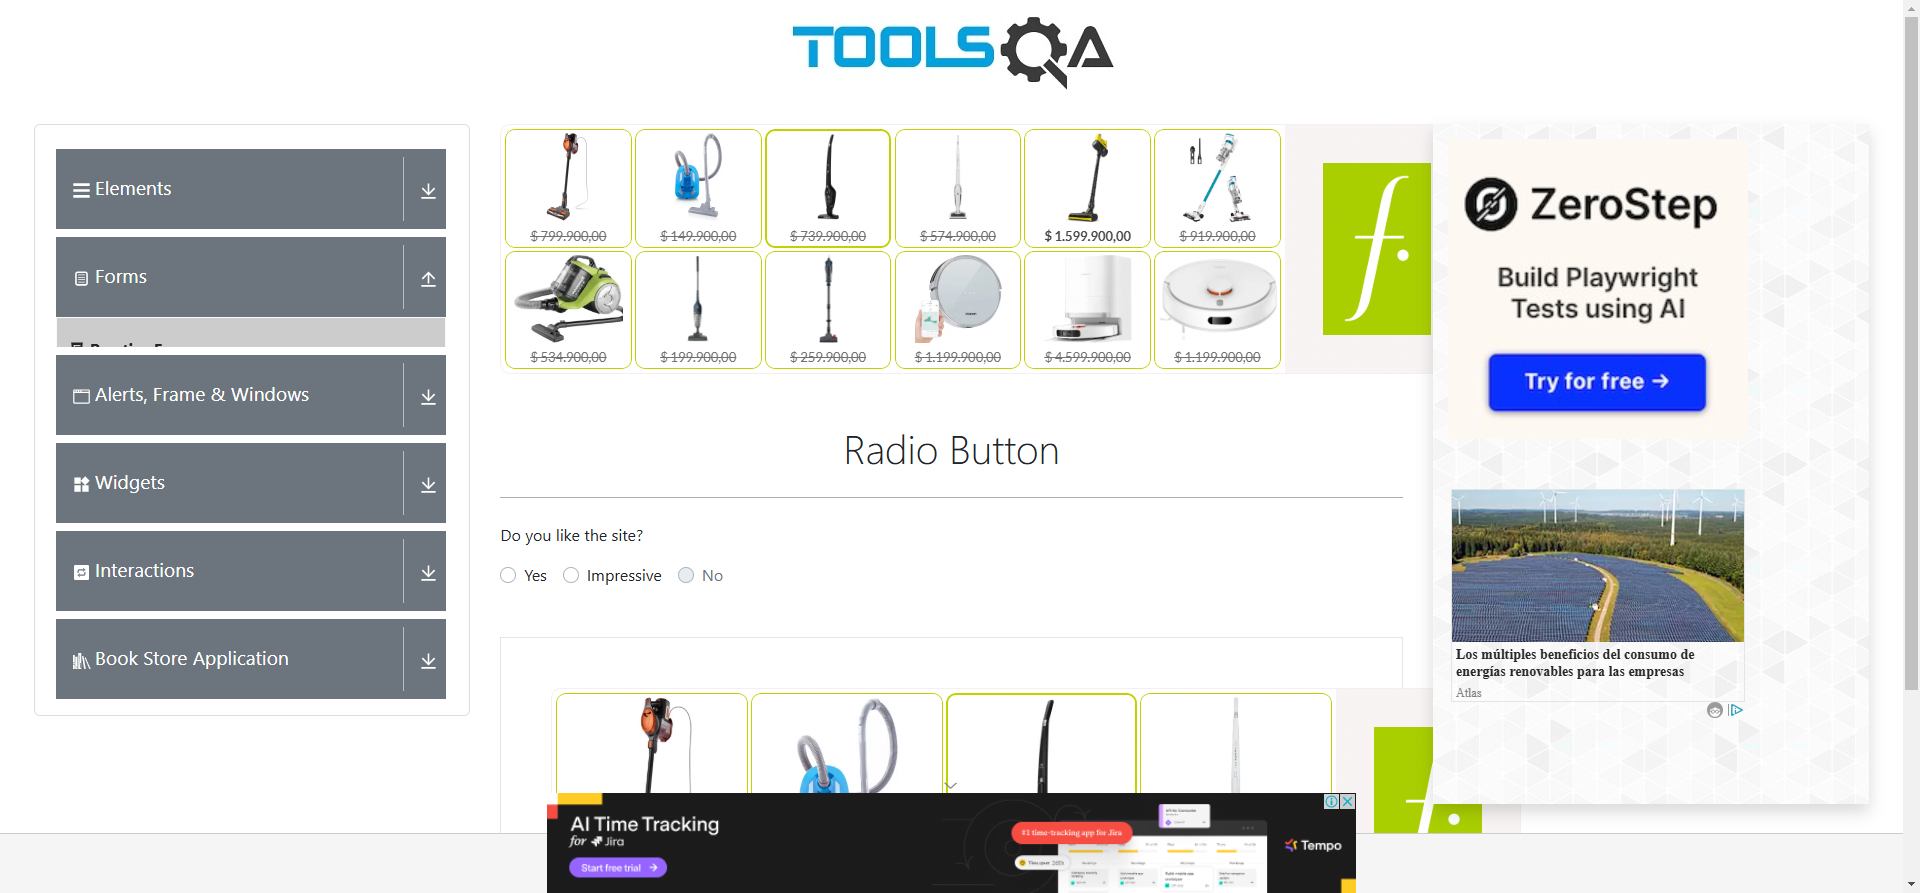 TOOLSQA
Elements
Forms
Alerts, Frame & Windows
Widgets
Interactions
Book Store Application
$ 799.900,00
$ 149.900,00
$ 739.900,00
$ 574.900,00
$ 1.599.900,00
$ 919.900,00
$ 534.900,00
$ 199.900,00
$ 259.900,00
$ 1.199.900,00
$ 4.599.900,00
$ 1.199.900,00
f.
Radio Button
Do you like the site?
Yes
Impressive
No
ZeroStep
Build Playwright
Tests using AI
Try for free →
Los múltiples beneficios del consumo de
energías renovables para las empresas
Atlas
AI Time Tracking
for Jira
Start free trial →
#1 time-tracking app for Jira
Tempo